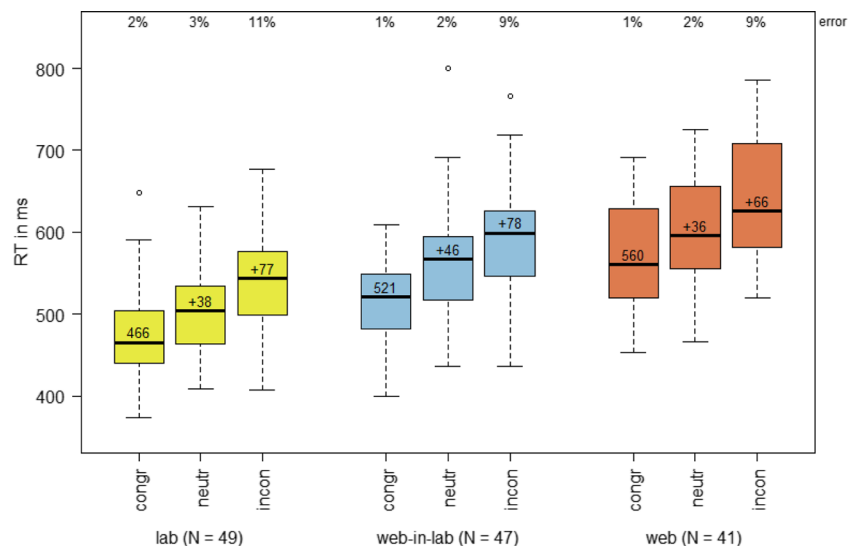 2% 3% 11% 1% 2% 9% 1% 2% 9% error
800
700
600
500
400
RT in ms
466 +38 +77
521 +46 +78
560 +36 +66
congr neutr incon congr neutr incon congr neutr incon
lab (N = 49) web-in-lab (N = 47) web (N = 41)